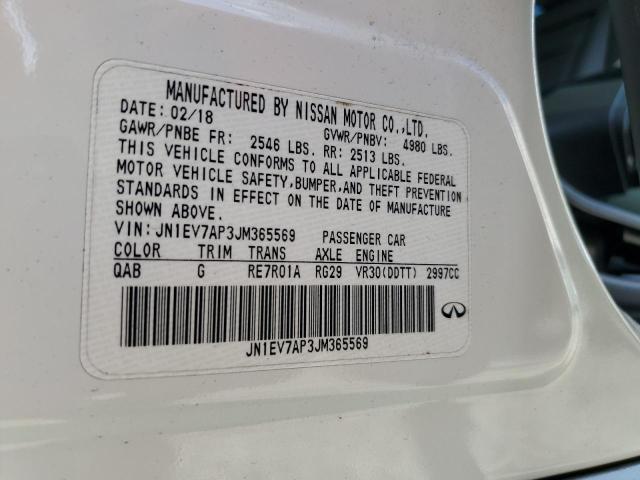 MANUFACTURED BY NISSAN MOTOR CO.,LTD.
DATE: 02/18 GVWR/PNBV: 4980 LBS.
GAWR/PNBE FR: 2546 LBS. RR: 2513 LBS.
THIS VEHICLE CONFORMS TO ALL APPLICABLE FEDERAL
MOTOR VEHICLE SAFETY,BUMPER,AND THEFT PREVENTION
STANDARDS IN EFFECT ON THE DATE OF MANUFACTURE
SHOWN ABOVE.
VIN: JN1EV7AP3JM365569 PASSENGER CAR
COLOR TRIM TRANS AXLE ENGINE
QAB G RE7R01A RG29 VR30(DDTT) 2997CC
JN1EV7AP3JM365569